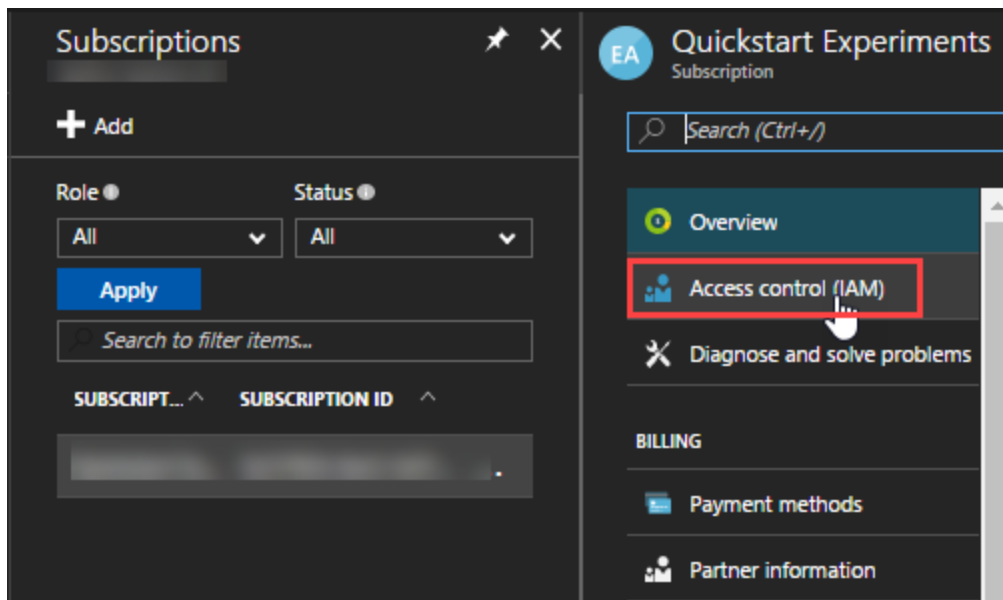 Subscriptions
Add
Role
Status
All
All
Apply
Search to filter items...
SUBSCRIPT...
SUBSCRIPTION ID
EA
Quickstart Experiments
Subscription
Search (Ctrl+/)
Overview
Access control (IAM)
Diagnose and solve problems
BILLING
Payment methods
Partner information